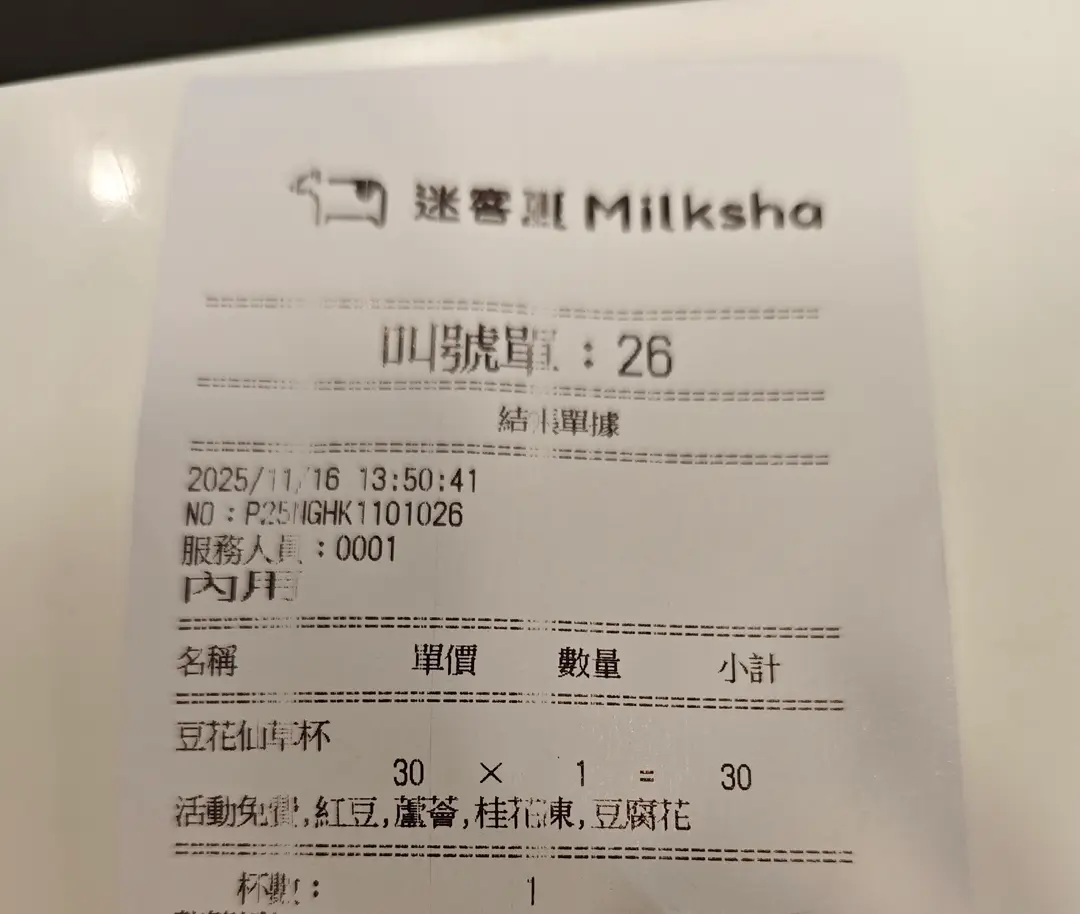 迷客夏 Milksha
叫號單：26
結帳單據
2025/11/16 13:50:41
NO：P25NGHK1101026
服務人員：0001
內用
名稱 單價 數量 小計
豆花仙草杯
30 × 1 = 30
活動免費,紅豆,蘆薈,桂花凍,豆腐花
杯數： 1